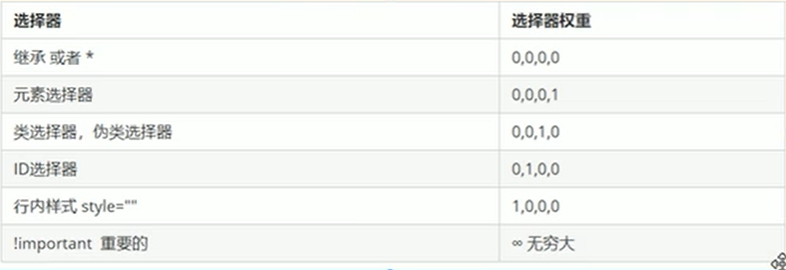 选择器 选择器权重
继承 或者 * 0,0,0,0
元素选择器 0,0,0,1
类选择器，伪类选择器 0,0,1,0
ID选择器 0,1,0,0
行内样式 style="" 1,0,0,0
!important 重要的 ∞ 无穷大